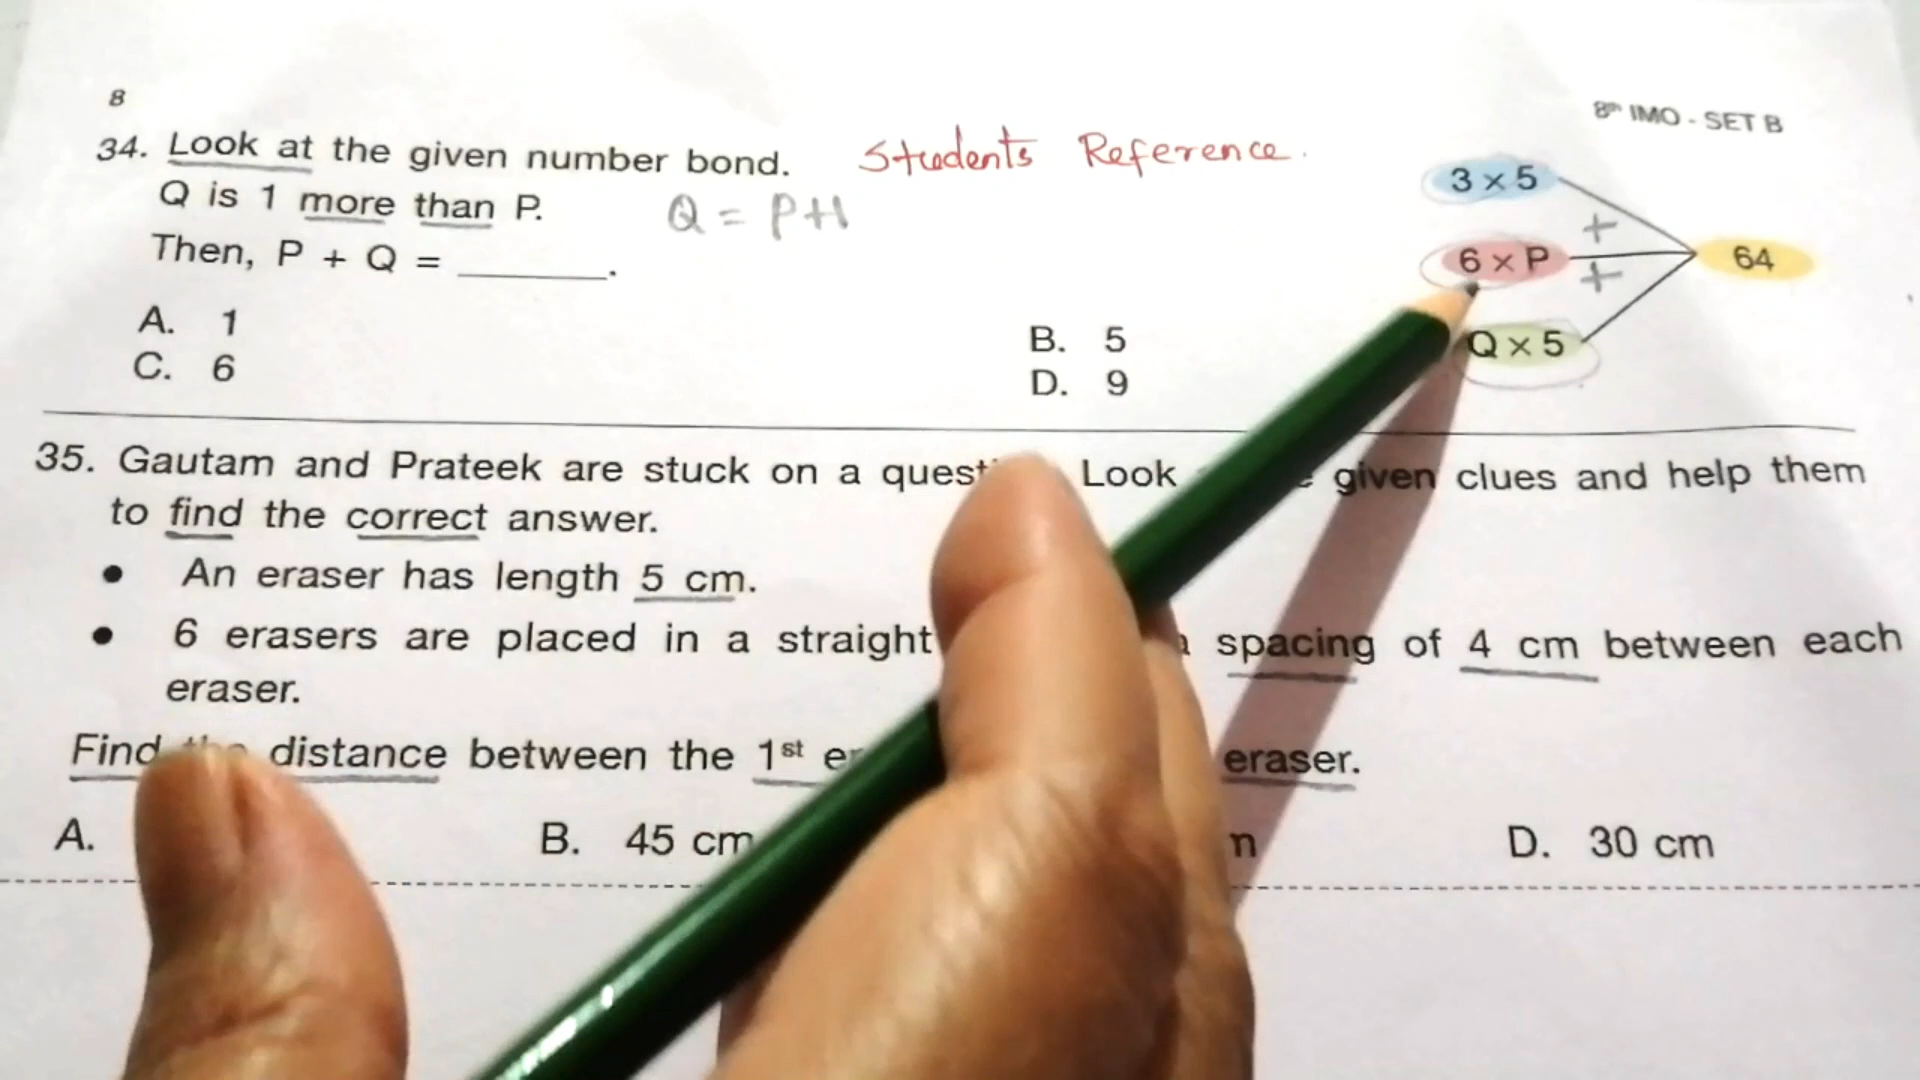 8
8th IMO - SET B
34. Look at the given number bond. Students Reference.
Q is 1 more than P. Q = P+1
Then, P + Q = ______.
3 × 5
+
6 × P 64
+
Q × 5
A. 1 B. 5
C. 6 D. 9
35. Gautam and Prateek are stuck on a Look given clues and help them
to find the correct answer.
• An eraser has length 5 cm.
• 6 erasers are placed in a straight spacing of 4 cm between each
eraser.
Find distance between the 1st eraser.
A. B. 45 cm D. 30 cm